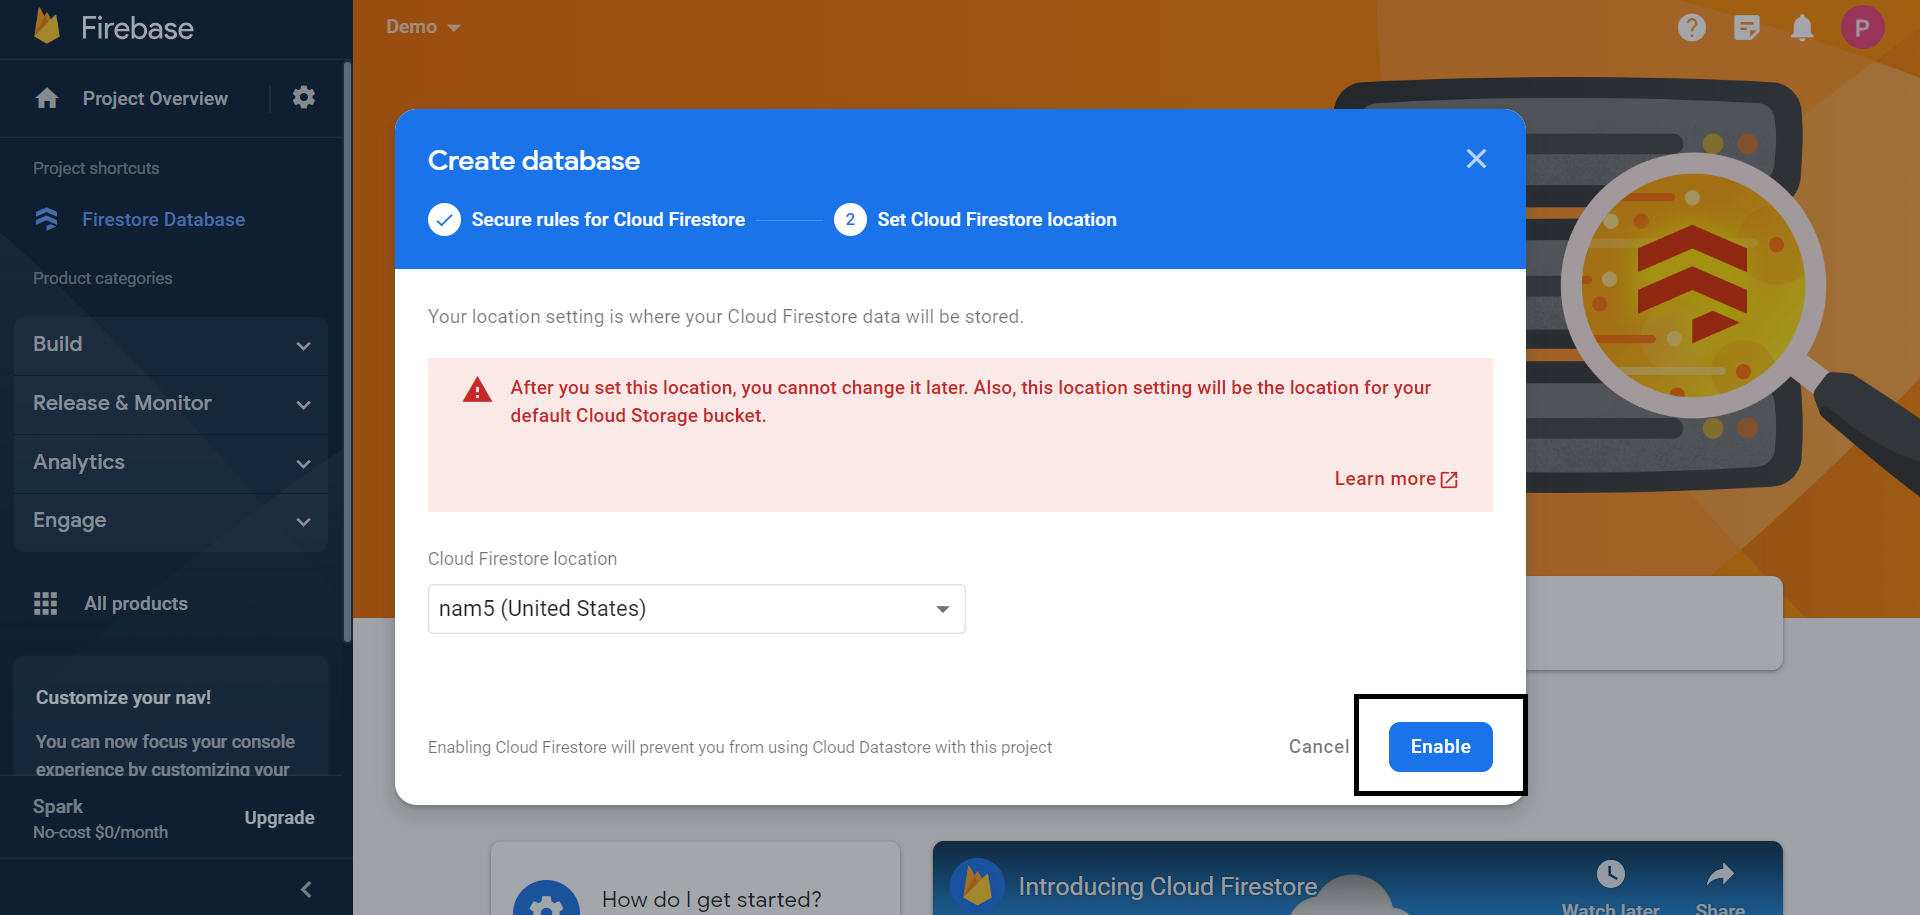 Firebase
Project Overview
Project shortcuts
Firestore Database
Product categories
Build
Release & Monitor
Analytics
Engage
All products
Customize your nav!
You can now focus your console
experience by customizing your
Spark
No-cost $0/month
Upgrade
Demo
P
Create database
Secure rules for Cloud Firestore
2
Set Cloud Firestore location
Your location setting is where your Cloud Firestore data will be stored.
After you set this location, you cannot change it later. Also, this location setting will be the location for your
default Cloud Storage bucket.
Learn more
Cloud Firestore location
nam5 (United States)
Enabling Cloud Firestore will prevent you from using Cloud Datastore with this project
Cancel
Enable
How do I get started?
Introducing Cloud Firestore
Watch later
Share